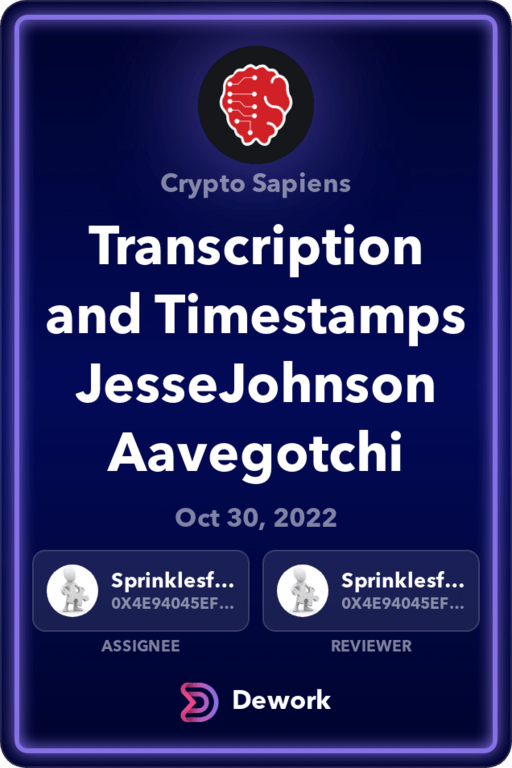 Crypto Sapiens
Transcription
and Timestamps
JesseJohnson
Aavegotchi
Oct 30, 2022
Sprinklesf...
0X4E94045EF...
ASSIGNEE
Sprinklesf...
0X4E94045EF...
REVIEWER
Dework